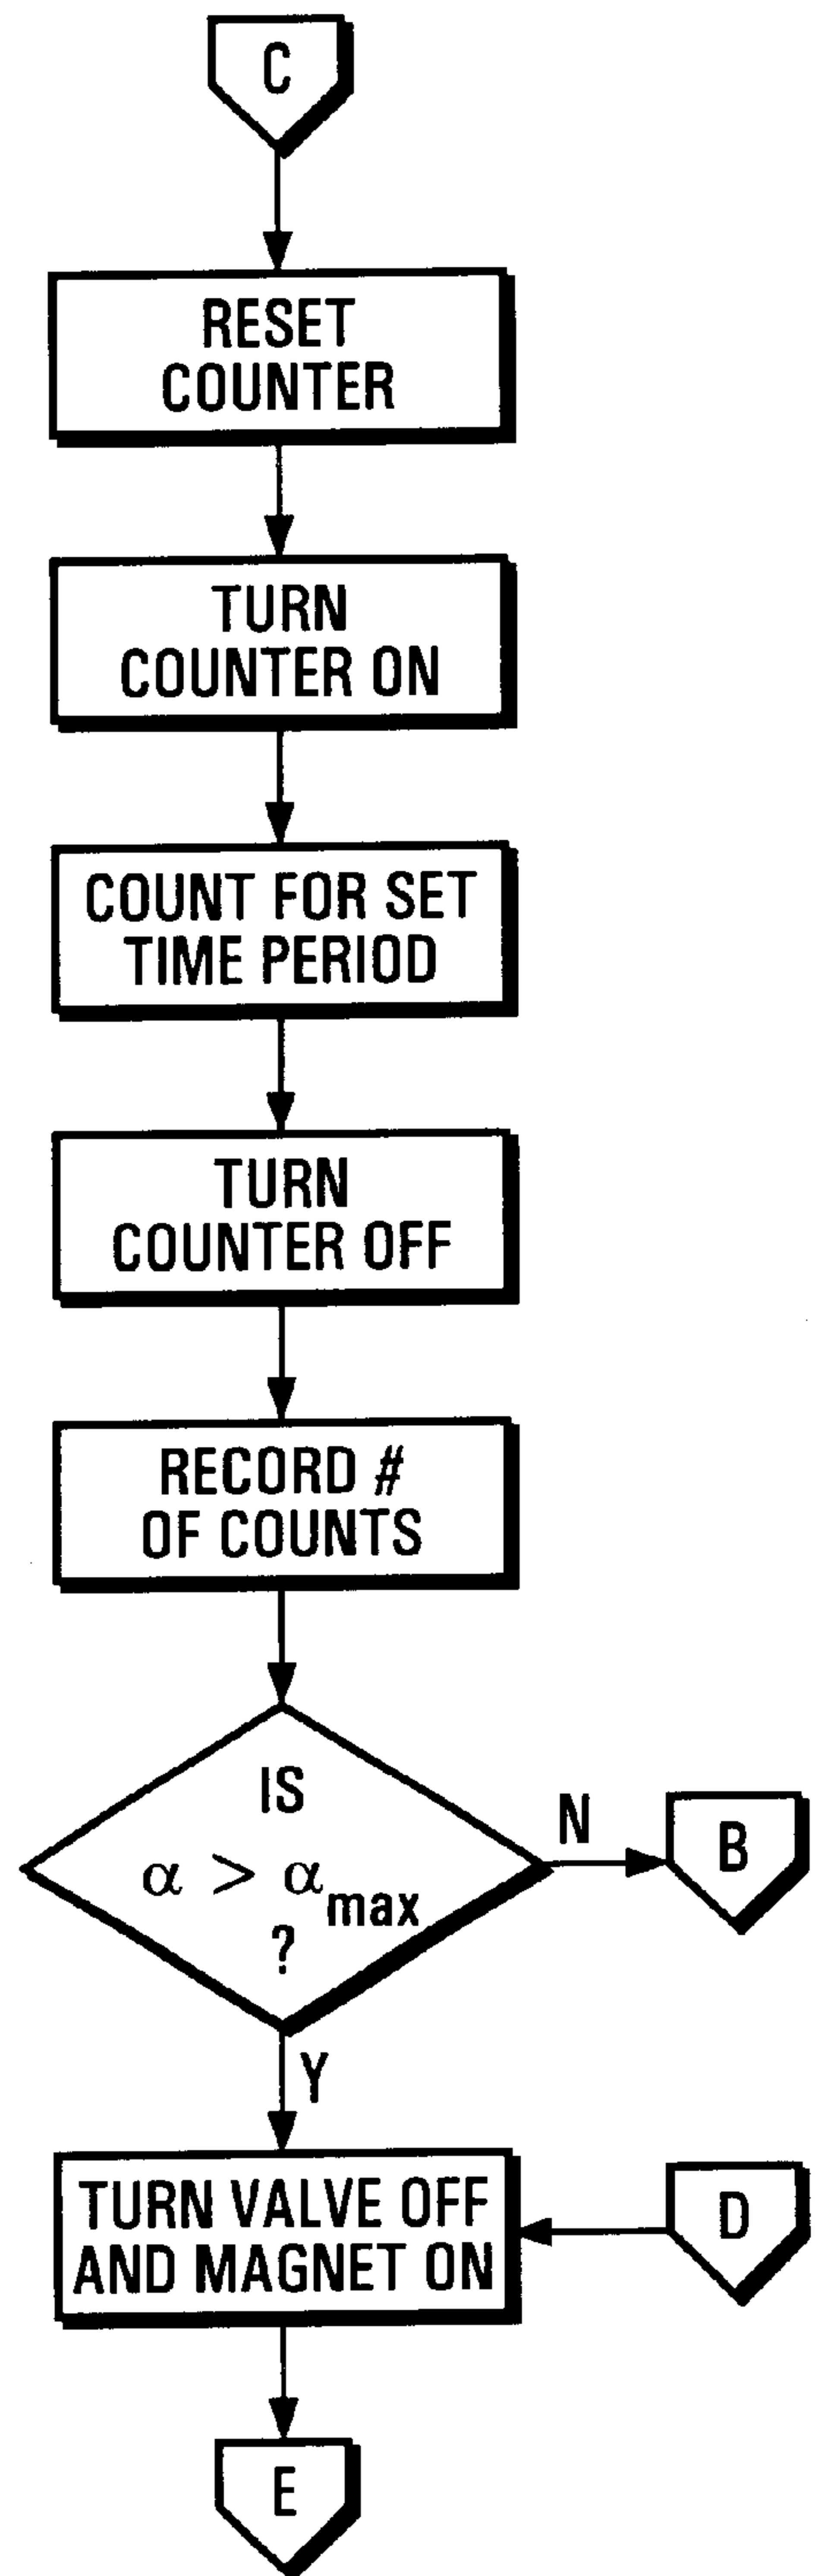 C
RESET
COUNTER
TURN
COUNTER ON
COUNT FOR SET
TIME PERIOD
TURN
COUNTER OFF
RECORD #
OF COUNTS
IS
α > αmax
?
N
B
Y
TURN VALVE OFF
AND MAGNET ON
D
E